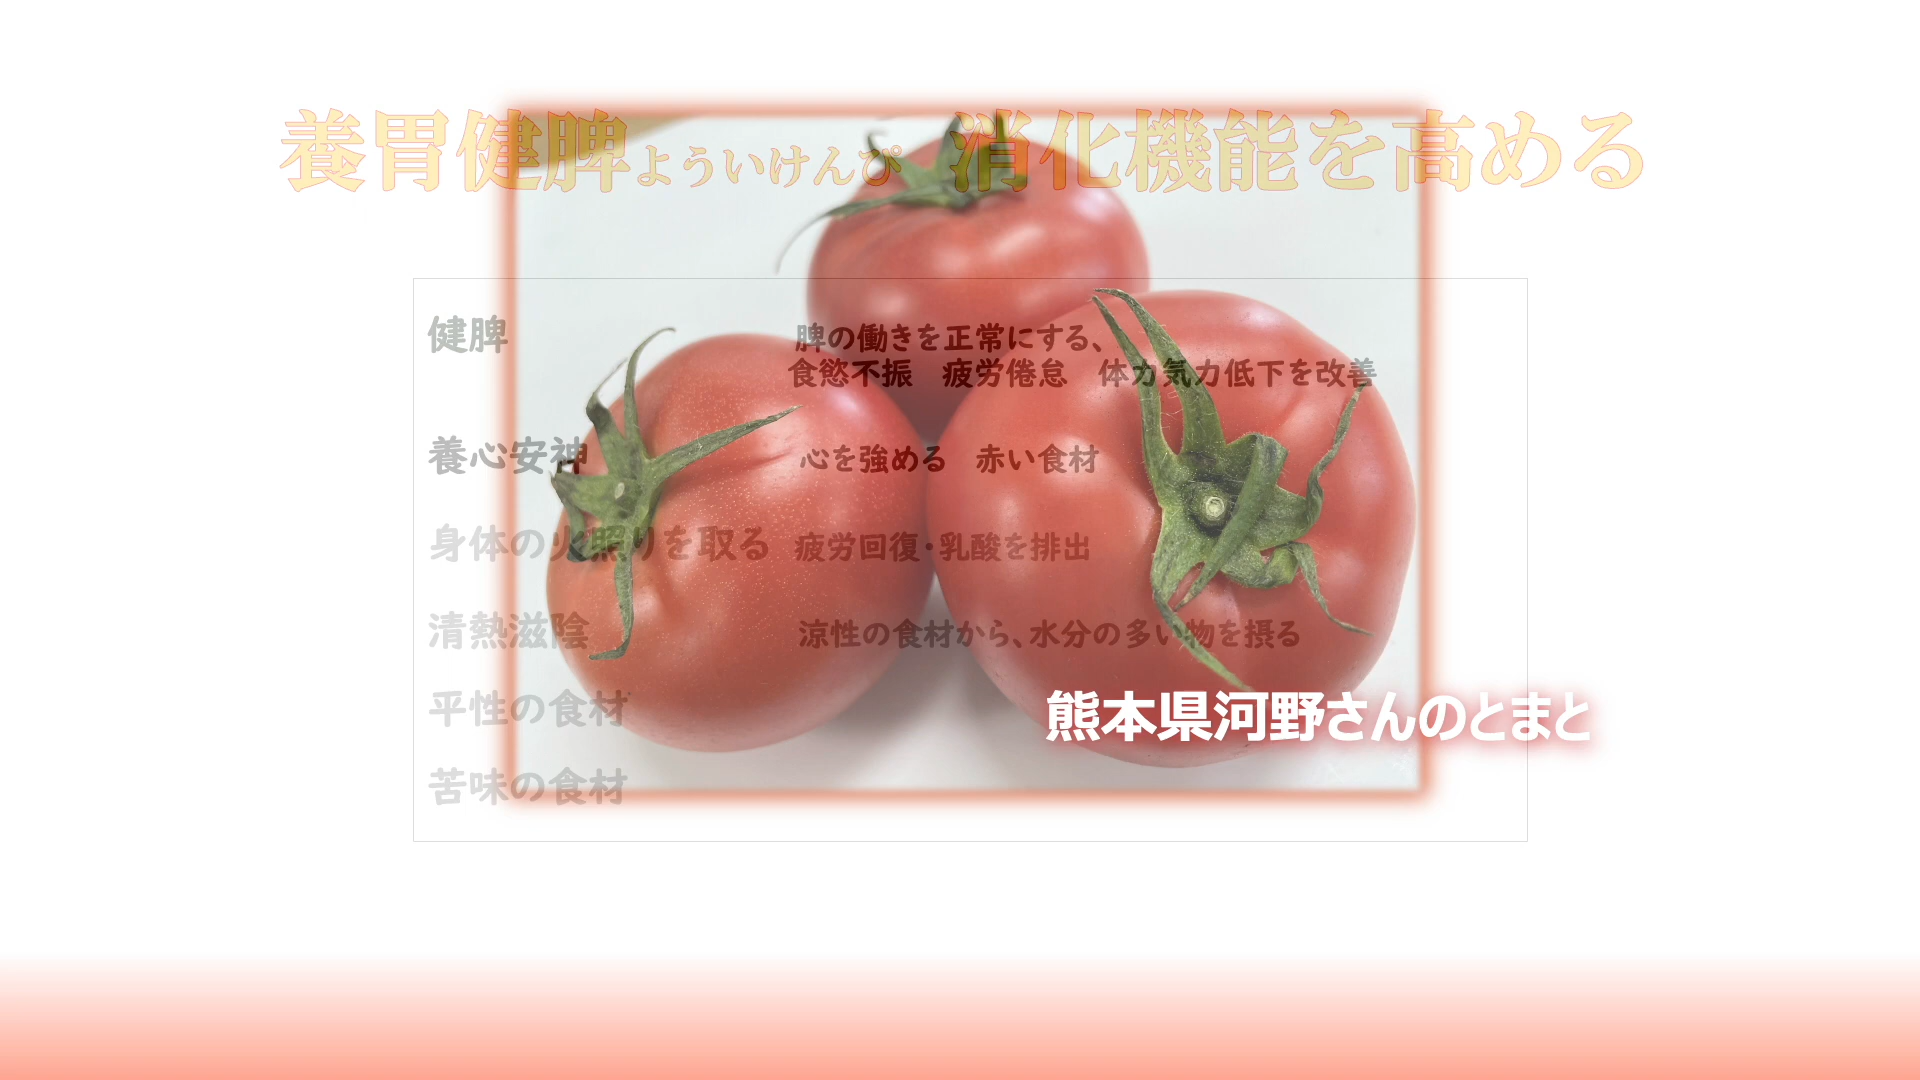 養胃健脾よういけんぴ　消化機能を高める
健脾　脾の働きを正常にする、
食慾不振　疲労倦怠　体力気力低下を改善
養心安神　心を強める　赤い食材
身体の火照りを取る　疲労回復・乳酸を排出
清熱滋陰　涼性の食材から、水分の多い物を摂る
平性の食材
熊本県河野さんのとまと
苦味の食材